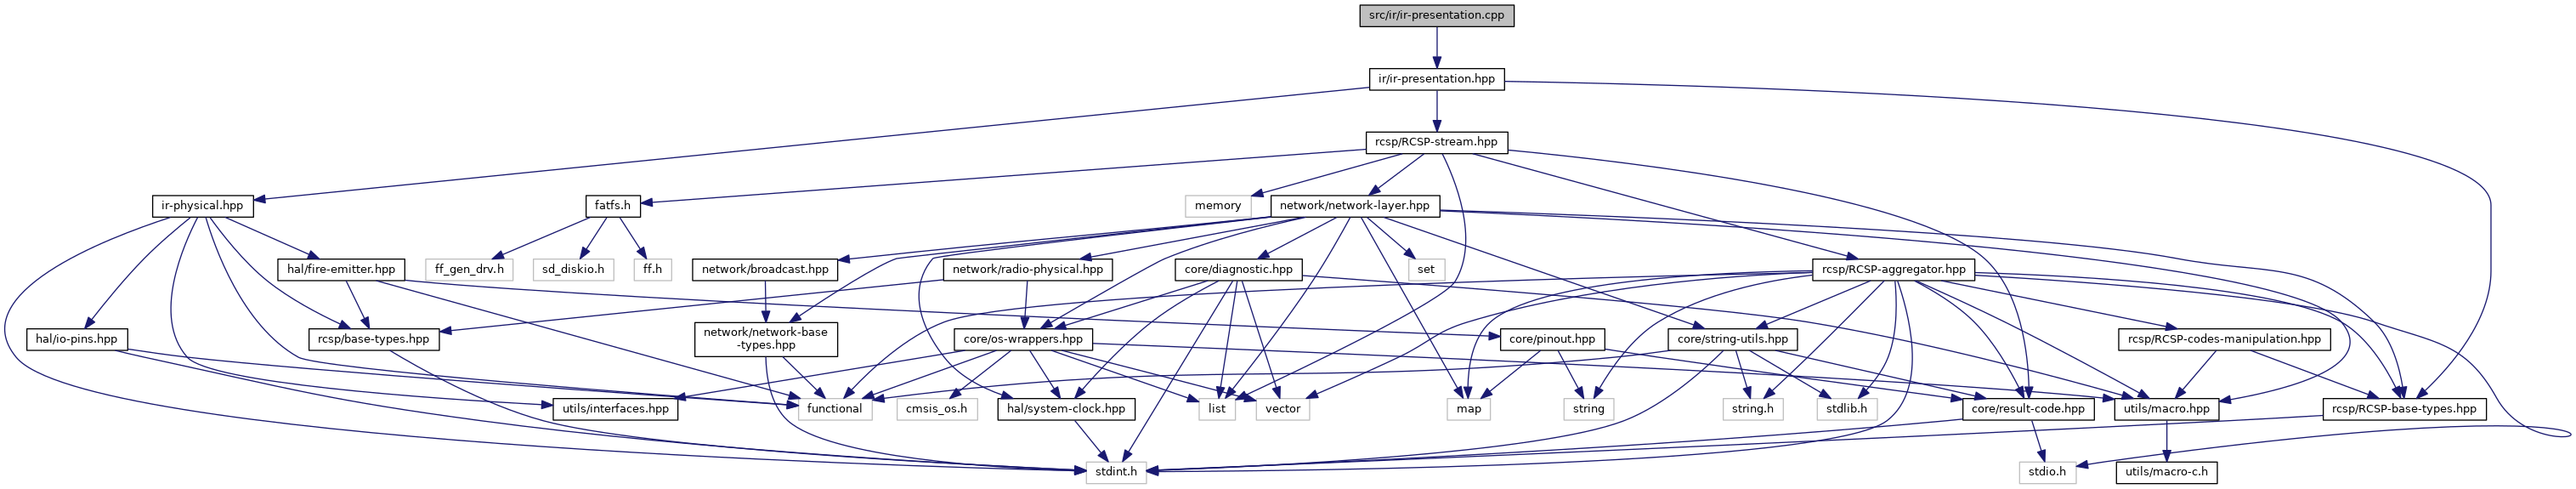 src/ir/ir-presentation.cpp
ir/ir-presentation.hpp
rcsp/RCSP-stream.hpp
ir-physical.hpp
fatfs.h
memory
network/network-layer.hpp
hal/fire-emitter.hpp
ff_gen_drv.h
sd_diskio.h
ff.h
network/broadcast.hpp
network/radio-physical.hpp
core/diagnostic.hpp
set
rcsp/RCSP-aggregator.hpp
hal/io-pins.hpp
rcsp/base-types.hpp
network/network-base
-types.hpp
core/os-wrappers.hpp
core/pinout.hpp
core/string-utils.hpp
rcsp/RCSP-codes-manipulation.hpp
utils/interfaces.hpp
functional
cmsis_os.h
hal/system-clock.hpp
list
vector
map
string
string.h
stdlib.h
core/result-code.hpp
utils/macro.hpp
rcsp/RCSP-base-types.hpp
stdint.h
stdio.h
utils/macro-c.h